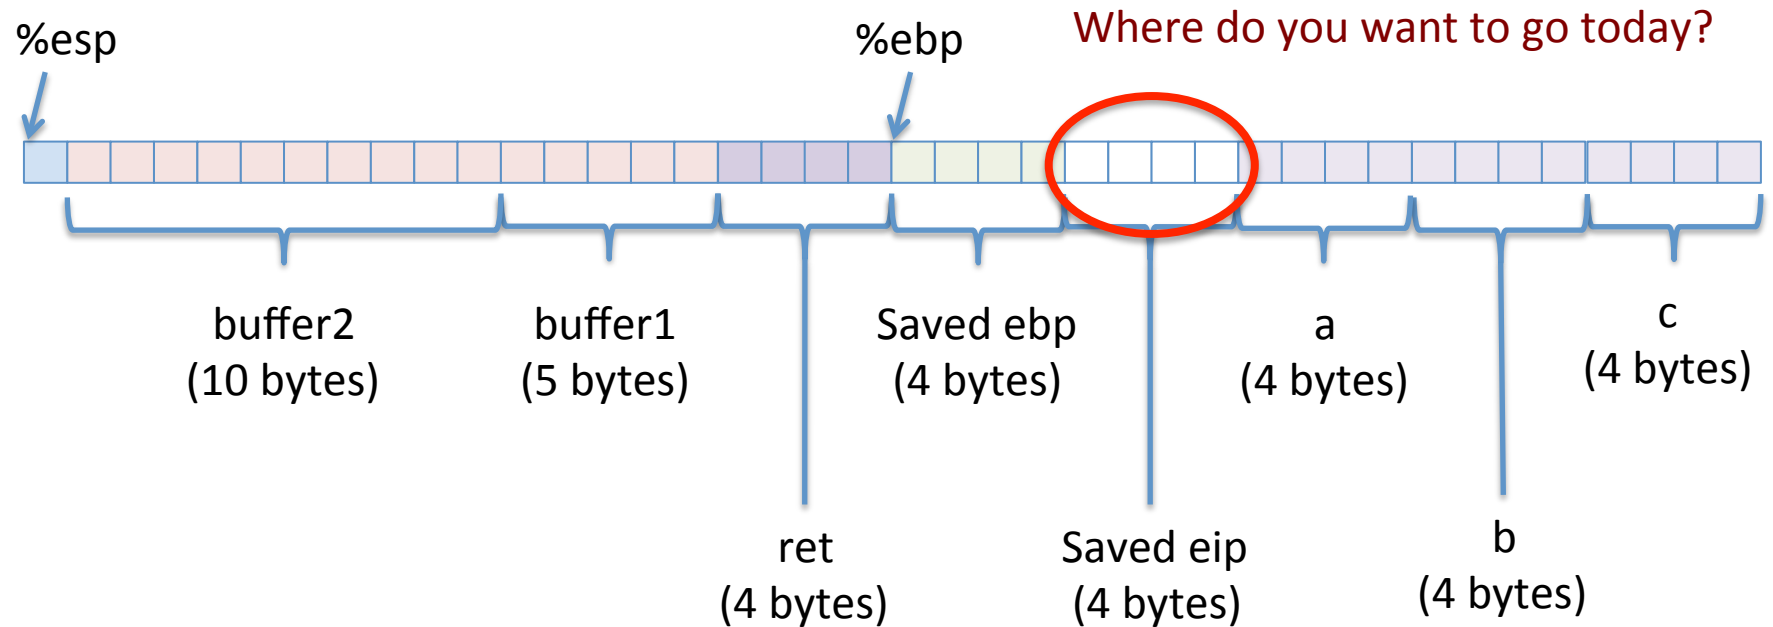 %esp
%ebp
Where do you want to go today?
buffer2
(10 bytes)
buffer1
(5 bytes)
Saved ebp
(4 bytes)
a
(4 bytes)
c
(4 bytes)
ret
(4 bytes)
Saved eip
(4 bytes)
b
(4 bytes)